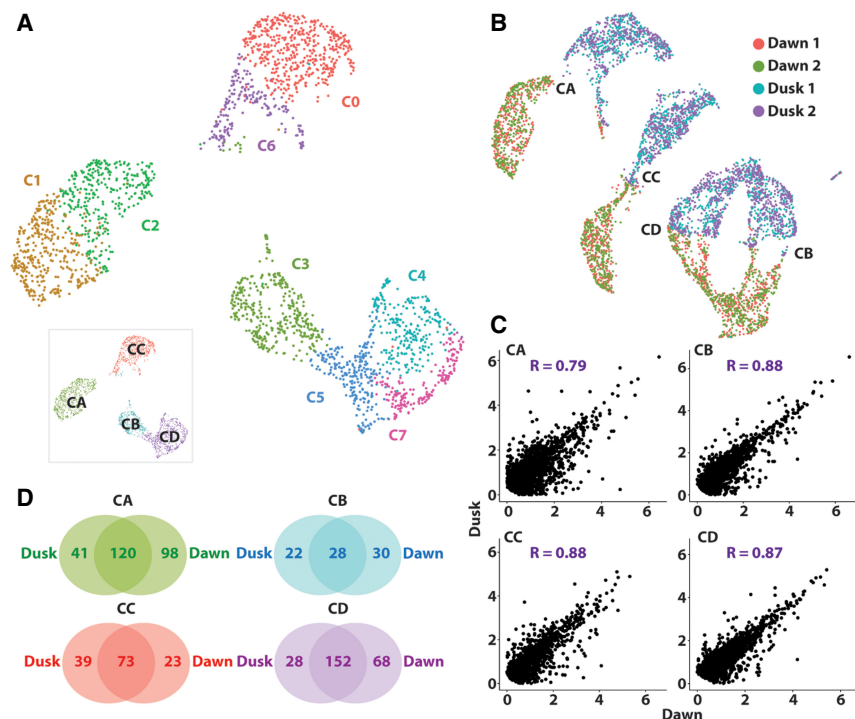 A
C0
C6
C1
C2
C3
C4
C5
C7
CC
CA
CB
CD
B
Dawn 1
Dawn 2
Dusk 1
Dusk 2
CA
CC
CD
CB
C
CA
R = 0.79
6
4
2
0
0 2 4 6
CB
R = 0.88
6
4
2
0
0 2 4 6
CC
R = 0.88
6
4
2
0
0 2 4 6
CD
R = 0.87
6
4
2
0
0 2 4 6
Dusk
Dawn
D
CA
Dusk 41 120 98 Dawn
CB
Dusk 22 28 30 Dawn
CC
Dusk 39 73 23 Dawn
CD
Dusk 28 152 68 Dawn